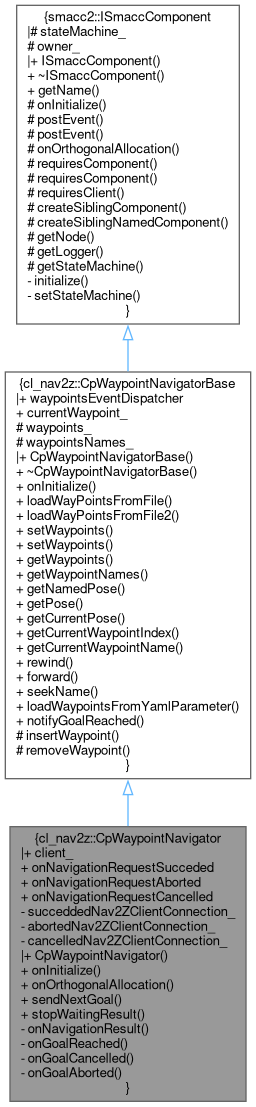 {smacc2::ISmaccComponent
|# stateMachine_
# owner_
|+ ISmaccComponent()
+ ~ISmaccComponent()
+ getName()
# onInitialize()
# postEvent()
# postEvent()
# onOrthogonalAllocation()
# requiresComponent()
# requiresComponent()
# requiresClient()
# createSiblingComponent()
# createSiblingNamedComponent()
# getNode()
# getLogger()
# getStateMachine()
- initialize()
- setStateMachine()
}
{cl_nav2z::CpWaypointNavigatorBase
|+ waypointsEventDispatcher
+ currentWaypoint_
# waypoints_
# waypointsNames_
|+ CpWaypointNavigatorBase()
+ ~CpWaypointNavigatorBase()
+ onInitialize()
+ loadWayPointsFromFile()
+ loadWayPointsFromFile2()
+ setWaypoints()
+ setWaypoints()
+ getWaypoints()
+ getWaypointNames()
+ getNamedPose()
+ getPose()
+ getCurrentPose()
+ getCurrentWaypointIndex()
+ getCurrentWaypointName()
+ rewind()
+ forward()
+ seekName()
+ loadWaypointsFromYamlParameter()
+ notifyGoalReached()
# insertWaypoint()
# removeWaypoint()
}
{cl_nav2z::CpWaypointNavigator
|+ client_
+ onNavigationRequestSucceded
+ onNavigationRequestAborted
+ onNavigationRequestCancelled
- succeddedNav2ZClientConnection_
- abortedNav2ZClientConnection_
- cancelledNav2ZClientConnection_
|+ CpWaypointNavigator()
+ onInitialize()
+ onOrthogonalAllocation()
+ sendNextGoal()
+ stopWaitingResult()
- onNavigationResult()
- onGoalReached()
- onGoalCancelled()
- onGoalAborted()
}